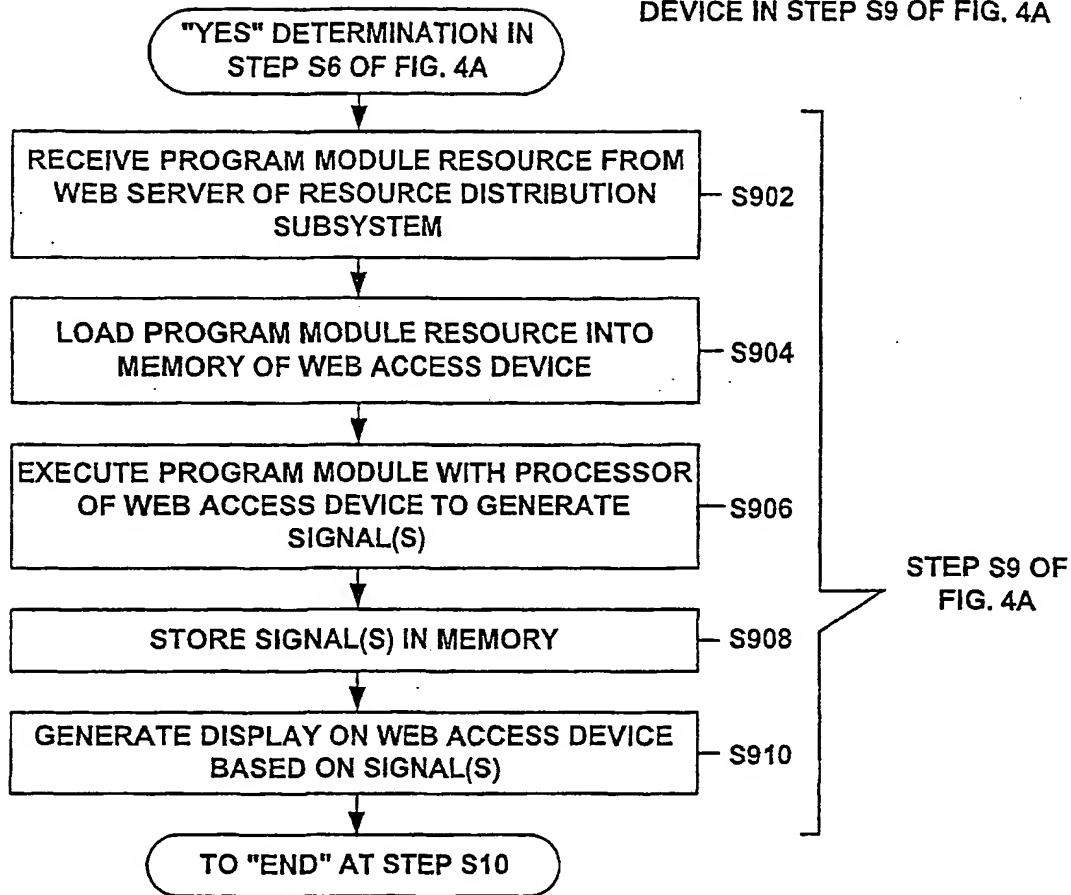 DEVICE IN STEP S9 OF FIG. 4A
"YES" DETERMINATION IN
STEP S6 OF FIG. 4A
RECEIVE PROGRAM MODULE RESOURCE FROM
WEB SERVER OF RESOURCE DISTRIBUTION
SUBSYSTEM
S902
LOAD PROGRAM MODULE RESOURCE INTO
MEMORY OF WEB ACCESS DEVICE
S904
EXECUTE PROGRAM MODULE WITH PROCESSOR
OF WEB ACCESS DEVICE TO GENERATE
SIGNAL(S)
S906
STORE SIGNAL(S) IN MEMORY
S908
GENERATE DISPLAY ON WEB ACCESS DEVICE
BASED ON SIGNAL(S)
S910
STEP S9 OF
FIG. 4A
TO "END" AT STEP S10